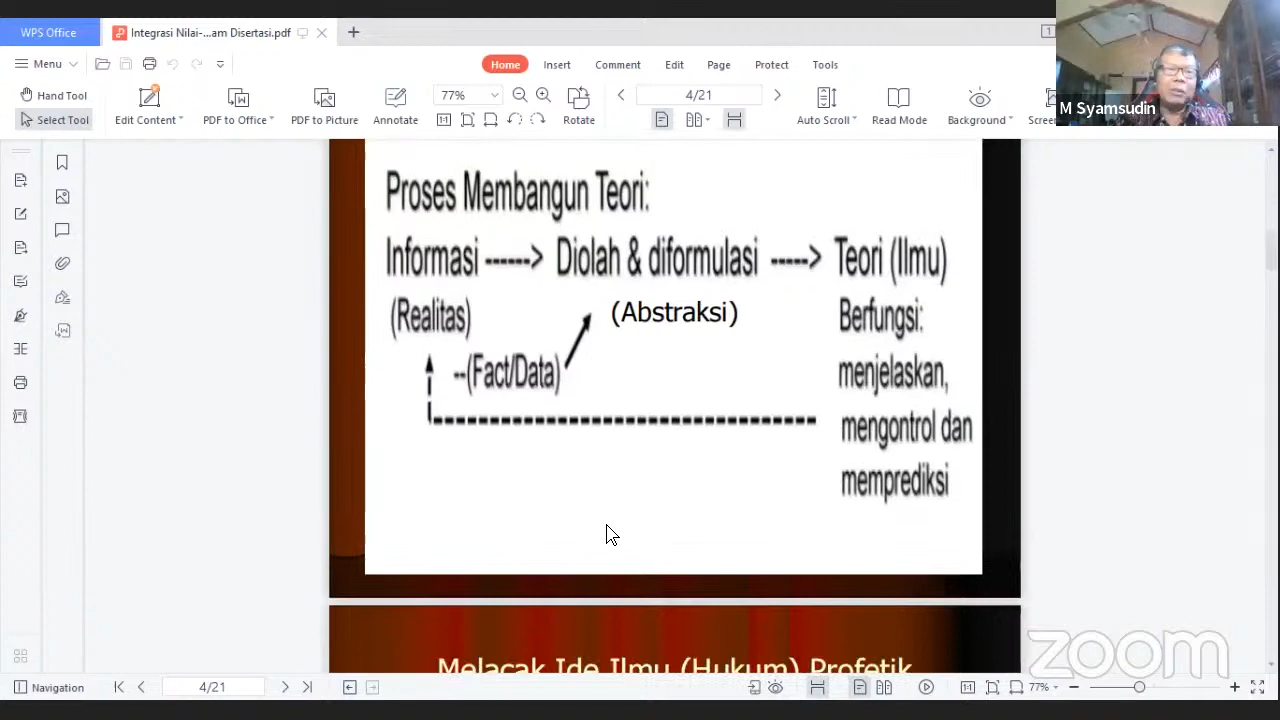 WPS Office
Integrasi Nilai-...am Disertasi.pdf
1
Menu
Home Insert Comment Edit Page Protect Tools
Hand Tool
Select Tool
Edit Content
PDF to Office
PDF to Picture
Annotate
77%
Rotate
4/21
Auto Scroll
Read Mode
Background
M Syamsudin
Proses Membangun Teori:
Informasi ------> Diolah & diformulasi -----> Teori (Ilmu)
(Realitas) (Abstraksi) Berfungsi:
--(Fact/Data) menjelaskan,
mengontrol dan
memprediksi
Melacak Ide Ilmu (Hukum) Profetik
zoom
Navigation 4/21 77%